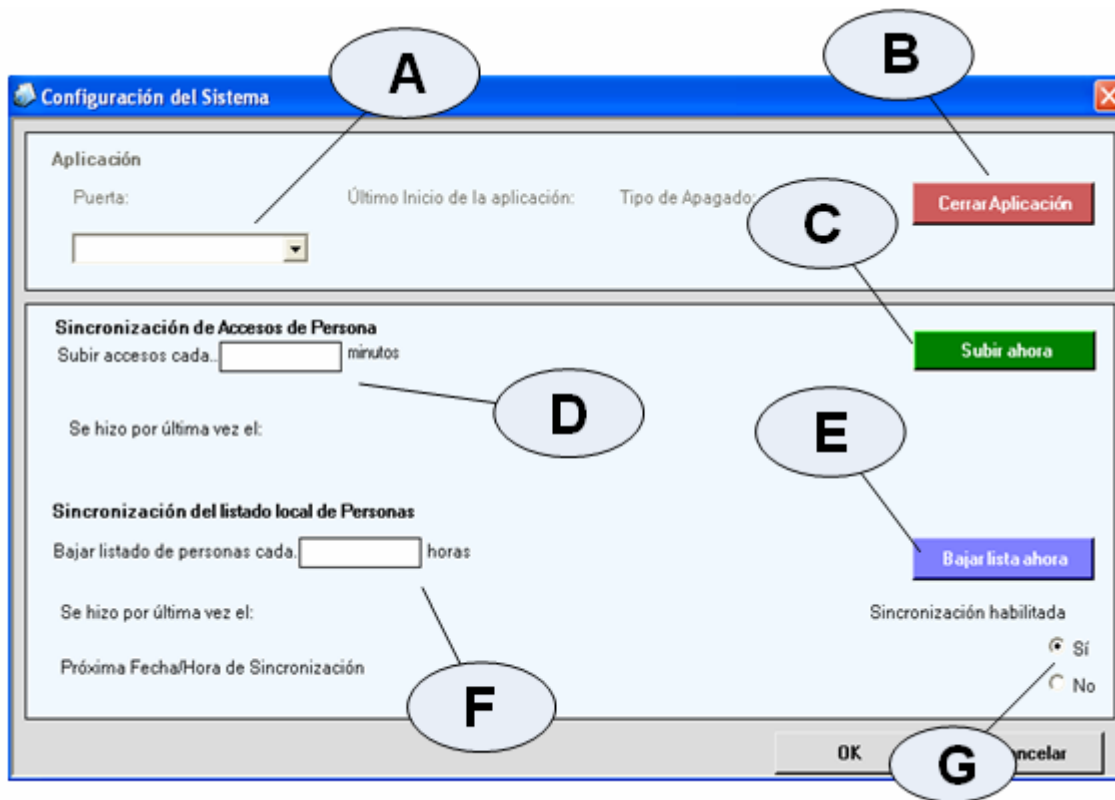 A
B
Configuración del Sistema
Aplicación
Puerta:
Último Inicio de la aplicación:
Tipo de Apagado:
Cerrar Aplicación
C
Sincronización de Accesos de Persona
Subir accesos cada..
minutos
Subir ahora
D
E
Se hizo por última vez el:
Sincronización del listado local de Personas
Bajar listado de personas cada.
horas
Bajar lista ahora
Se hizo por última vez el:
Sincronización habilitada
Sí
Próxima Fecha/Hora de Sincronización
No
F
OK
G